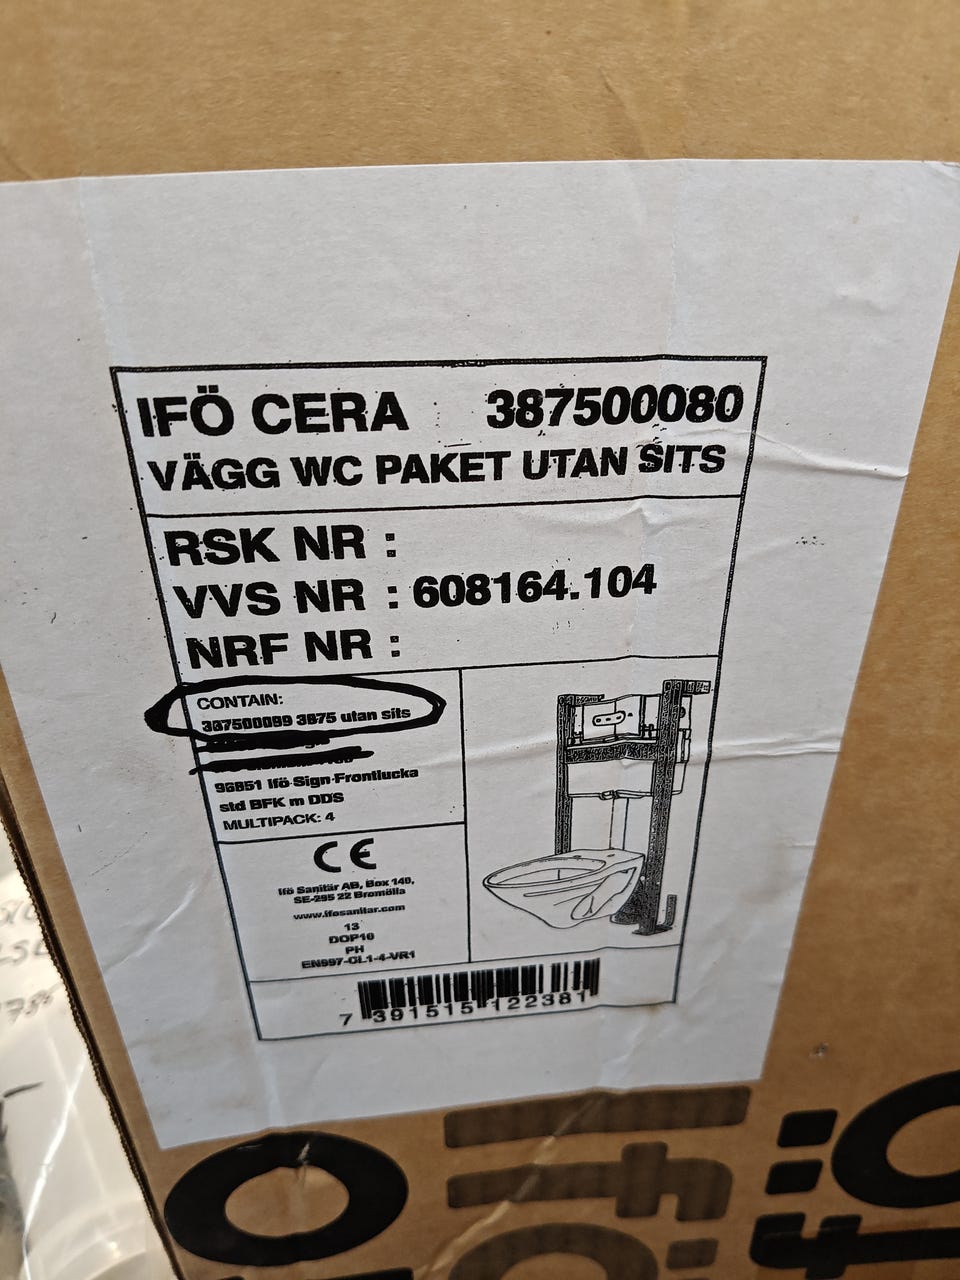 IFÖ CERA 387500080
VÄGG WC PAKET UTAN SITS
RSK NR :
VVS NR : 608164.104
NRF NR :
CONTAIN:
387500099 3875 utan sits
96851 Ifö Sign Frontlucka
std BFK m DDS
MULTIPACK: 4
CE
Ifö Sanitär AB, Box 140,
SE-295 22 Bromölla
www.ifosanitar.com
13
DOP16
PH
EN997-CL1-4-VR1
7 391515 122381
Ifö